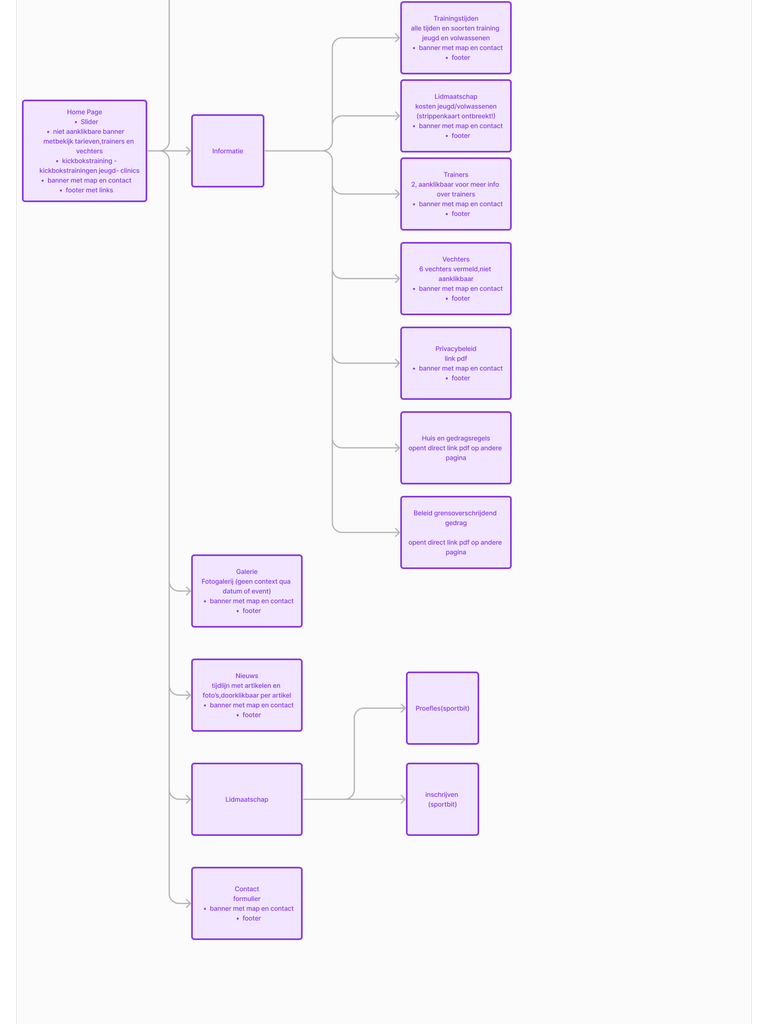 Home Page
• Slider
• niet aanklikbare banner
metbekijk tarieven,trainers en
vechters
• kickbokstraining -
kickbokstrainingen jeugd- clinics
• banner met map en contact
• footer met links
Informatie
Trainingstijden
alle tijden en soorten training
jeugd en volwassenen
• banner met map en contact
• footer
Lidmaatschap
kosten jeugd/volwassenen
(strippenkaart ontbreekt!)
• banner met map en contact
• footer
Trainers
2, aanklikbaar voor meer info
over trainers
• banner met map en contact
• footer
Vechters
6 vechters vermeld,niet
aanklikbaar
• banner met map en contact
• footer
Privacybeleid
link pdf
• banner met map en contact
• footer
Huis en gedragsregels
opent direct link pdf op andere
pagina
Beleid grensoverschrijdend
gedrag
opent direct link pdf op andere
pagina
Galerie
Fotogalerij (geen context qua
datum of event)
• banner met map en contact
• footer
Nieuws
tijdlijn met artikelen en
foto's,doorklikbaar per artikel
• banner met map en contact
• footer
Lidmaatschap
Proefles(sportbit)
inschrijven
(sportbit)
Contact
formulier
• banner met map en contact
• footer